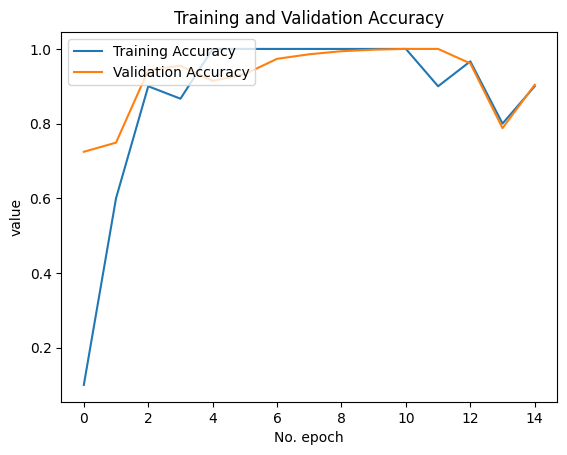 Training and Validation Accuracy
Training Accuracy
Validation Accuracy
value
1.0
0.8
0.6
0.4
0.2
0 2 4 6 8 10 12 14
No. epoch